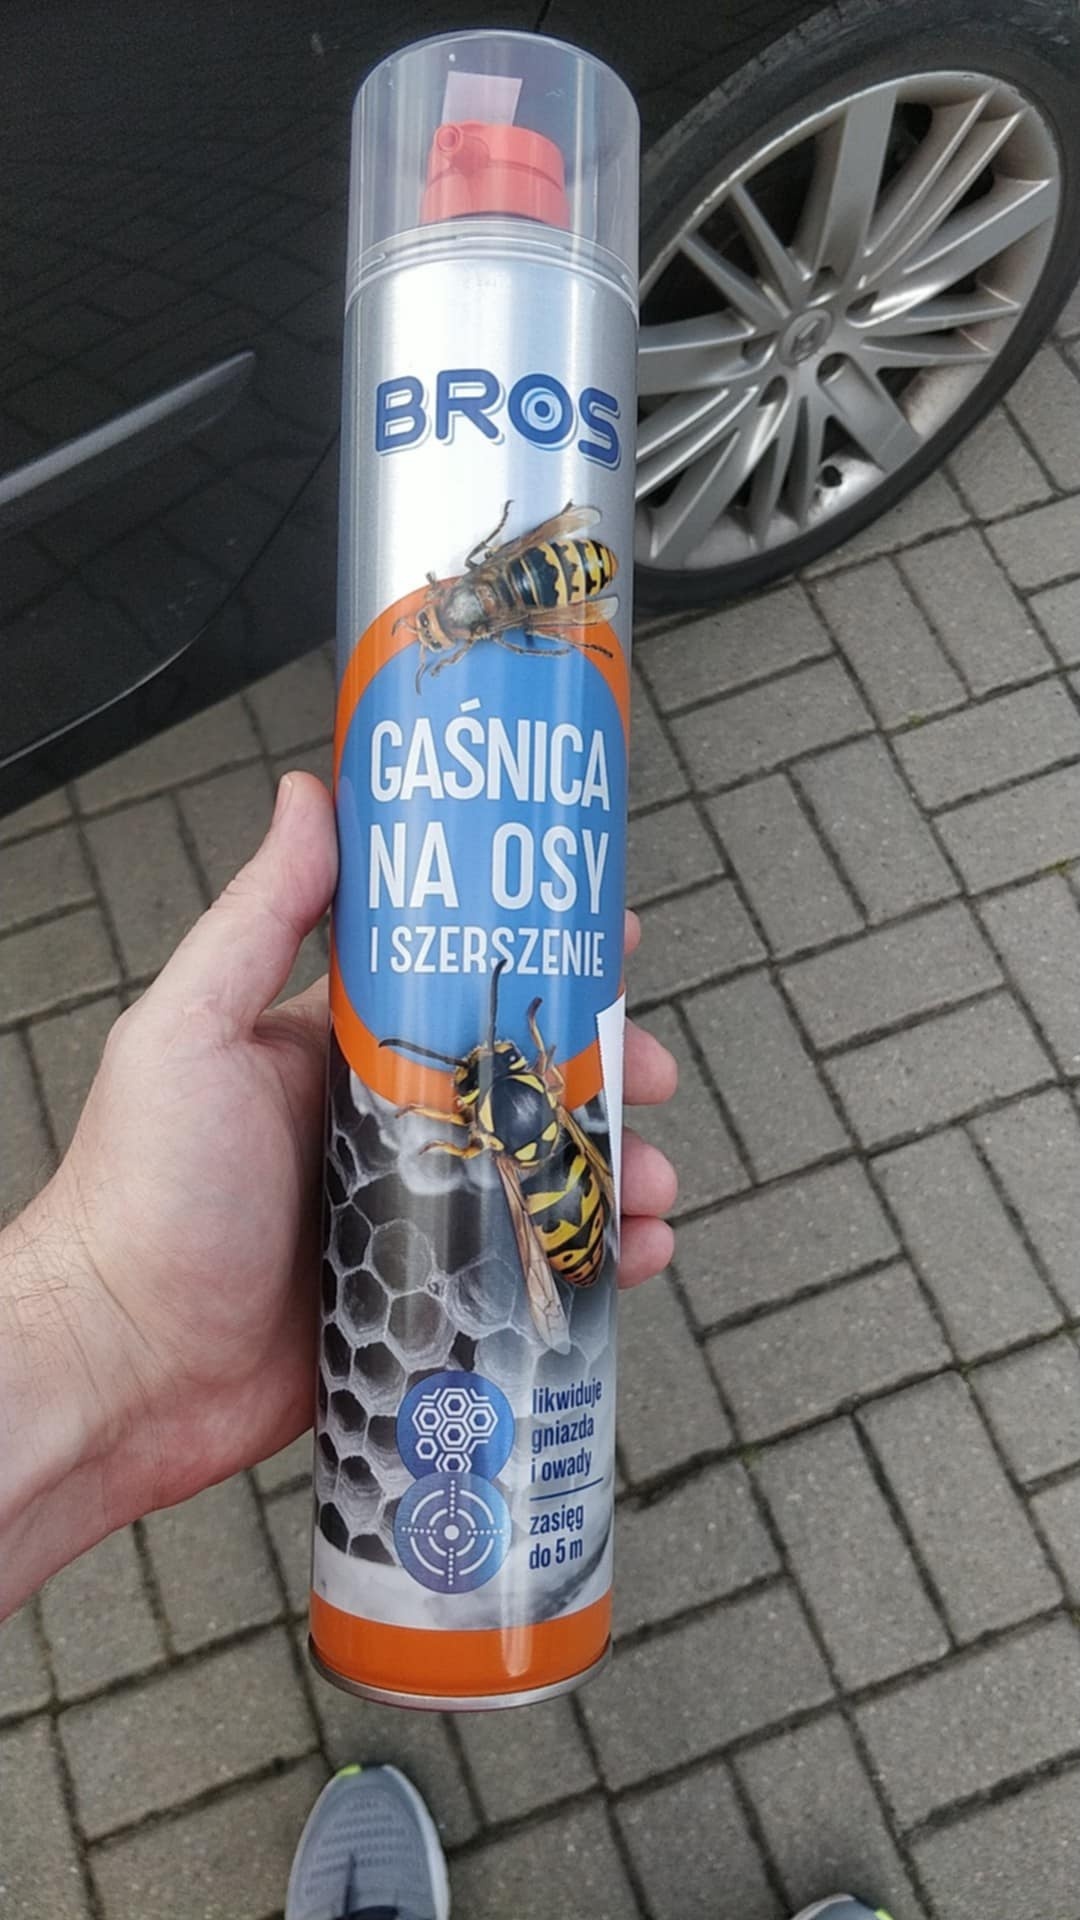 BROS
GAŚNICA
NA OSY
I SZERSZENIE
likwiduje
gniazda
i owady
zasięg
do 5 m